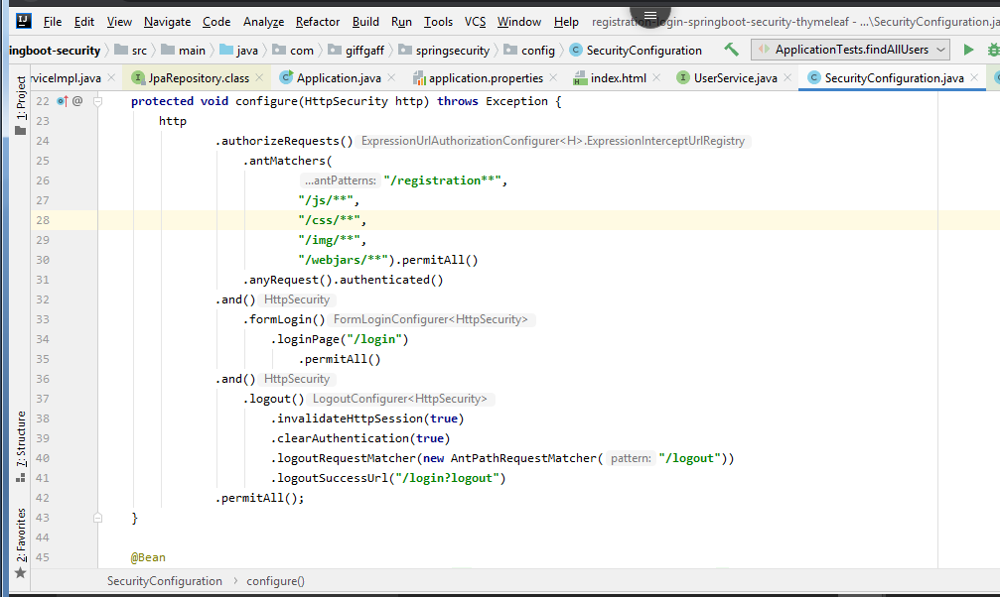 File Edit View Navigate Code Analyze Refactor Build Run Tools VCS Window Help registration-login-springboot-security-thymeleaf - ...\SecurityConfiguration.ja
ingboot-security src main java com giffgaff springsecurity config SecurityConfiguration ApplicationTests.findAllUsers
rviceImpl.java JpaRepository.class Application.java application.properties index.html UserService.java SecurityConfiguration.java
1: Project
7: Structure
2: Favorites
22 protected void configure(HttpSecurity http) throws Exception {
23 http
24 .authorizeRequests() ExpressionUrlAuthorizationConfigurer<H>.ExpressionInterceptUrlRegistry
25 .antMatchers(
26 ...antPatterns: "/registration**",
27 "/js/**",
28 "/css/**",
29 "/img/**",
30 "/webjars/**").permitAll()
31 .anyRequest().authenticated()
32 .and() HttpSecurity
33 .formLogin() FormLoginConfigurer<HttpSecurity>
34 .loginPage("/login")
35 .permitAll()
36 .and() HttpSecurity
37 .logout() LogoutConfigurer<HttpSecurity>
38 .invalidateHttpSession(true)
39 .clearAuthentication(true)
40 .logoutRequestMatcher(new AntPathRequestMatcher( pattern: "/logout"))
41 .logoutSuccessUrl("/login?logout")
42 .permitAll();
43 }
44
45 @Bean
SecurityConfiguration › configure()